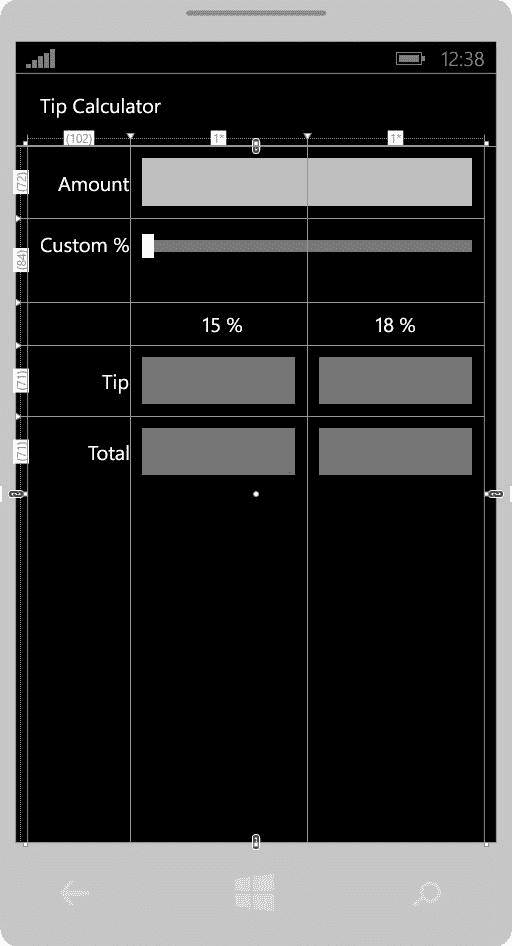 12:38
Tip Calculator
(102) 1* 1*
(72) Amount
(84) Custom %
15 % 18 %
(71) Tip
(71) Total